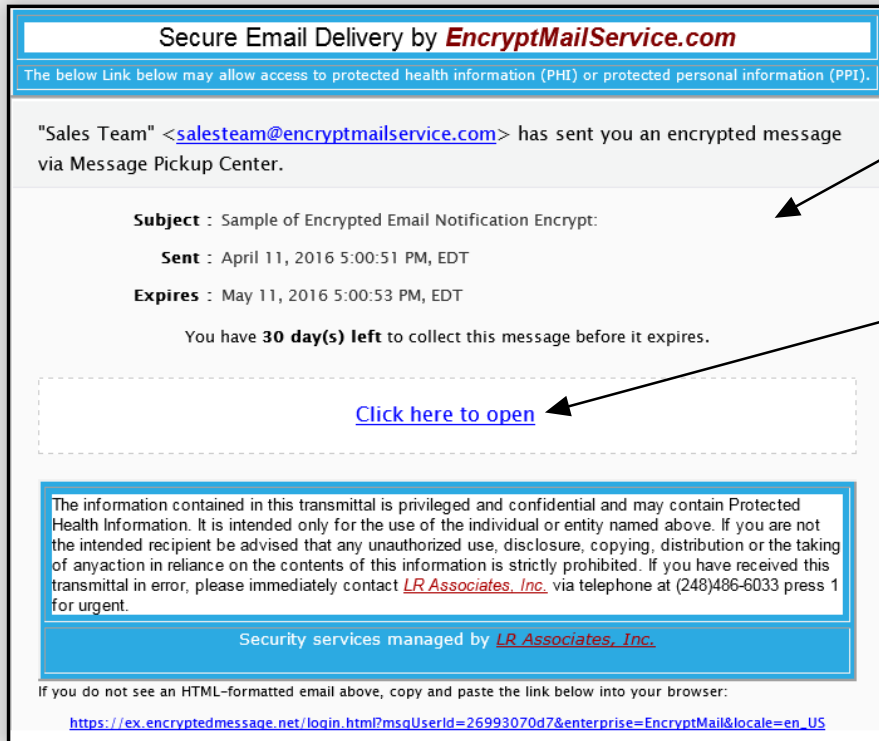 Secure Email Delivery by EncryptMailService.com
The below Link below may allow access to protected health information (PHI) or protected personal information (PPI).
"Sales Team" <salesteam@encryptmailservice.com> has sent you an encrypted message
via Message Pickup Center.
Subject : Sample of Encrypted Email Notification Encrypt:
Sent : April 11, 2016 5:00:51 PM, EDT
Expires : May 11, 2016 5:00:53 PM, EDT
You have 30 day(s) left to collect this message before it expires.
Click here to open
The information contained in this transmittal is privileged and confidential and may contain Protected
Health Information. It is intended only for the use of the individual or entity named above. If you are not
the intended recipient be advised that any unauthorized use, disclosure, copying, distribution or the taking
of anyaction in reliance on the contents of this information is strictly prohibited. If you have received this
transmittal in error, please immediately contact LR Associates, Inc. via telephone at (248)486-6033 press 1
for urgent.
Security services managed by LR Associates, Inc.
If you do not see an HTML-formatted email above, copy and paste the link below into your browser:
https://ex.encryptedmessage.net/login.html?msgUserId=26993070d7&enterprise=EncryptMail&locale=en_US